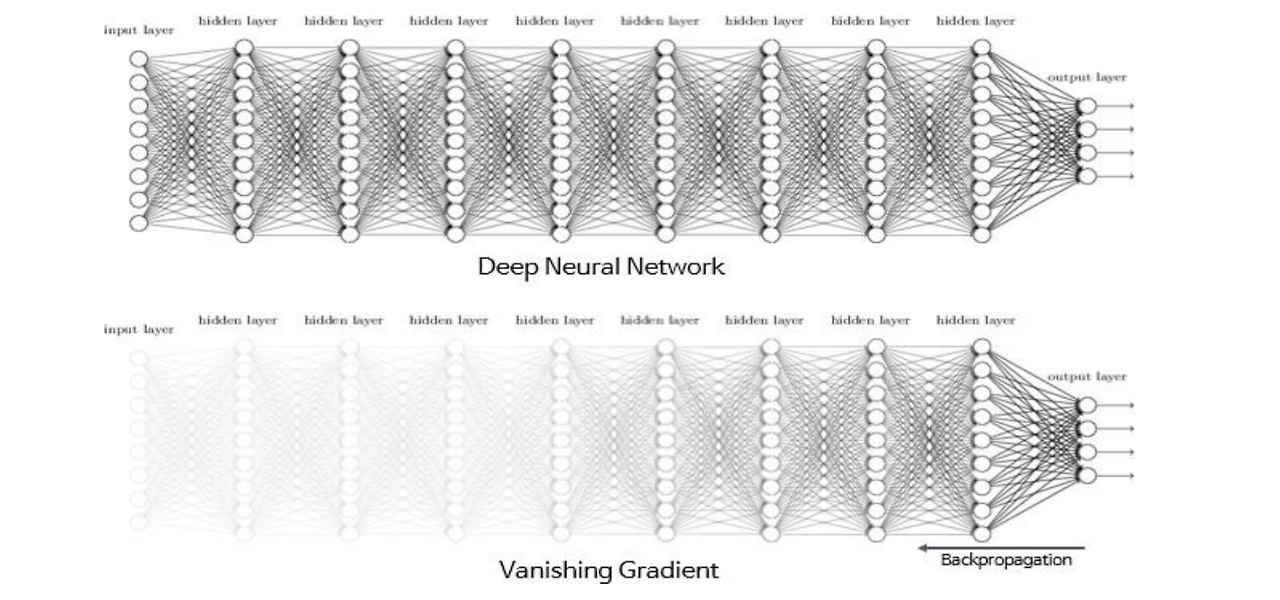 hidden layer hidden layer hidden layer hidden layer hidden layer hidden layer hidden layer hidden layer
input layer
output layer
Deep Neural Network
hidden layer hidden layer hidden layer hidden layer hidden layer hidden layer hidden layer hidden layer
input layer
output layer
Backpropagation
Vanishing Gradient